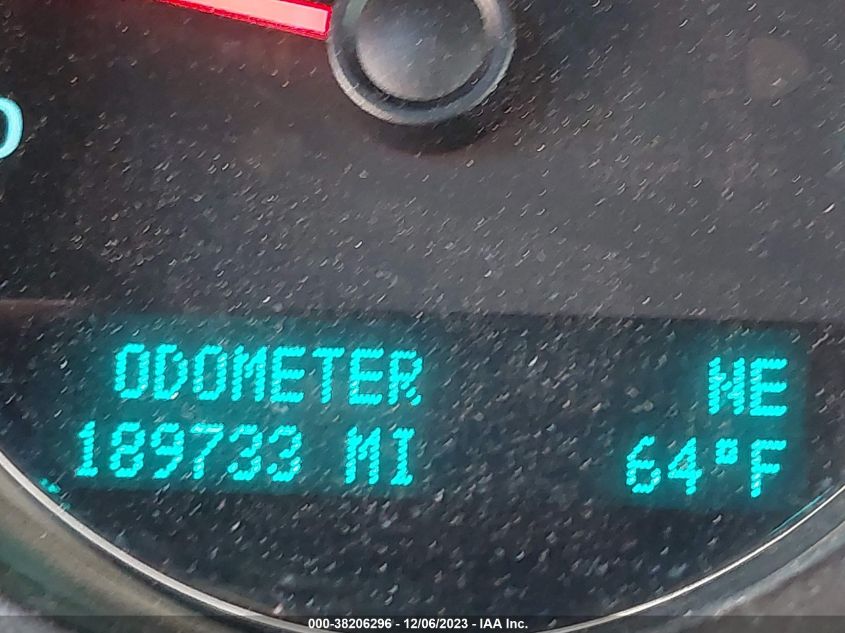 ODOMETER NE
189733 MI 64°F
000-38206296 - 12/06/2023 - IAA Inc.